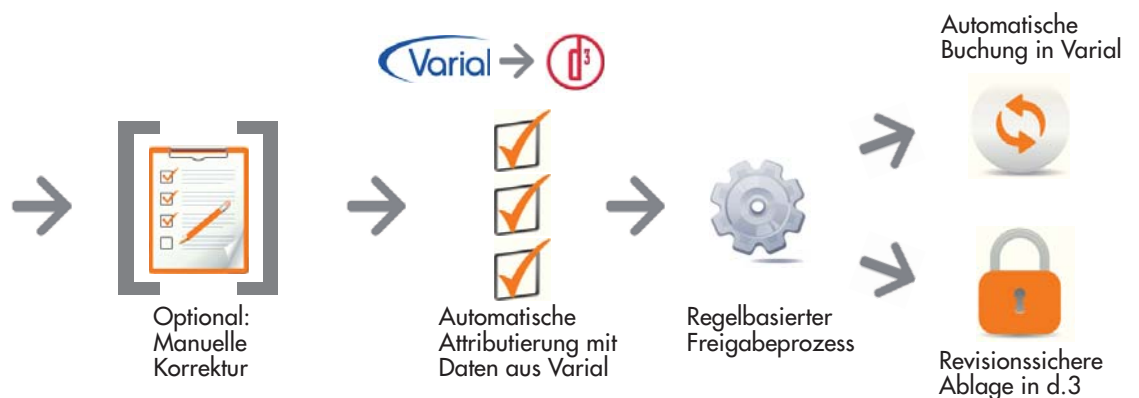 Varial
d3
Automatische
Buchung in Varial
Optional:
Manuelle
Korrektur
Automatische
Attributierung mit
Daten aus Varial
Regelbasierter
Freigabeprozess
Revisionssichere
Ablage in d.3